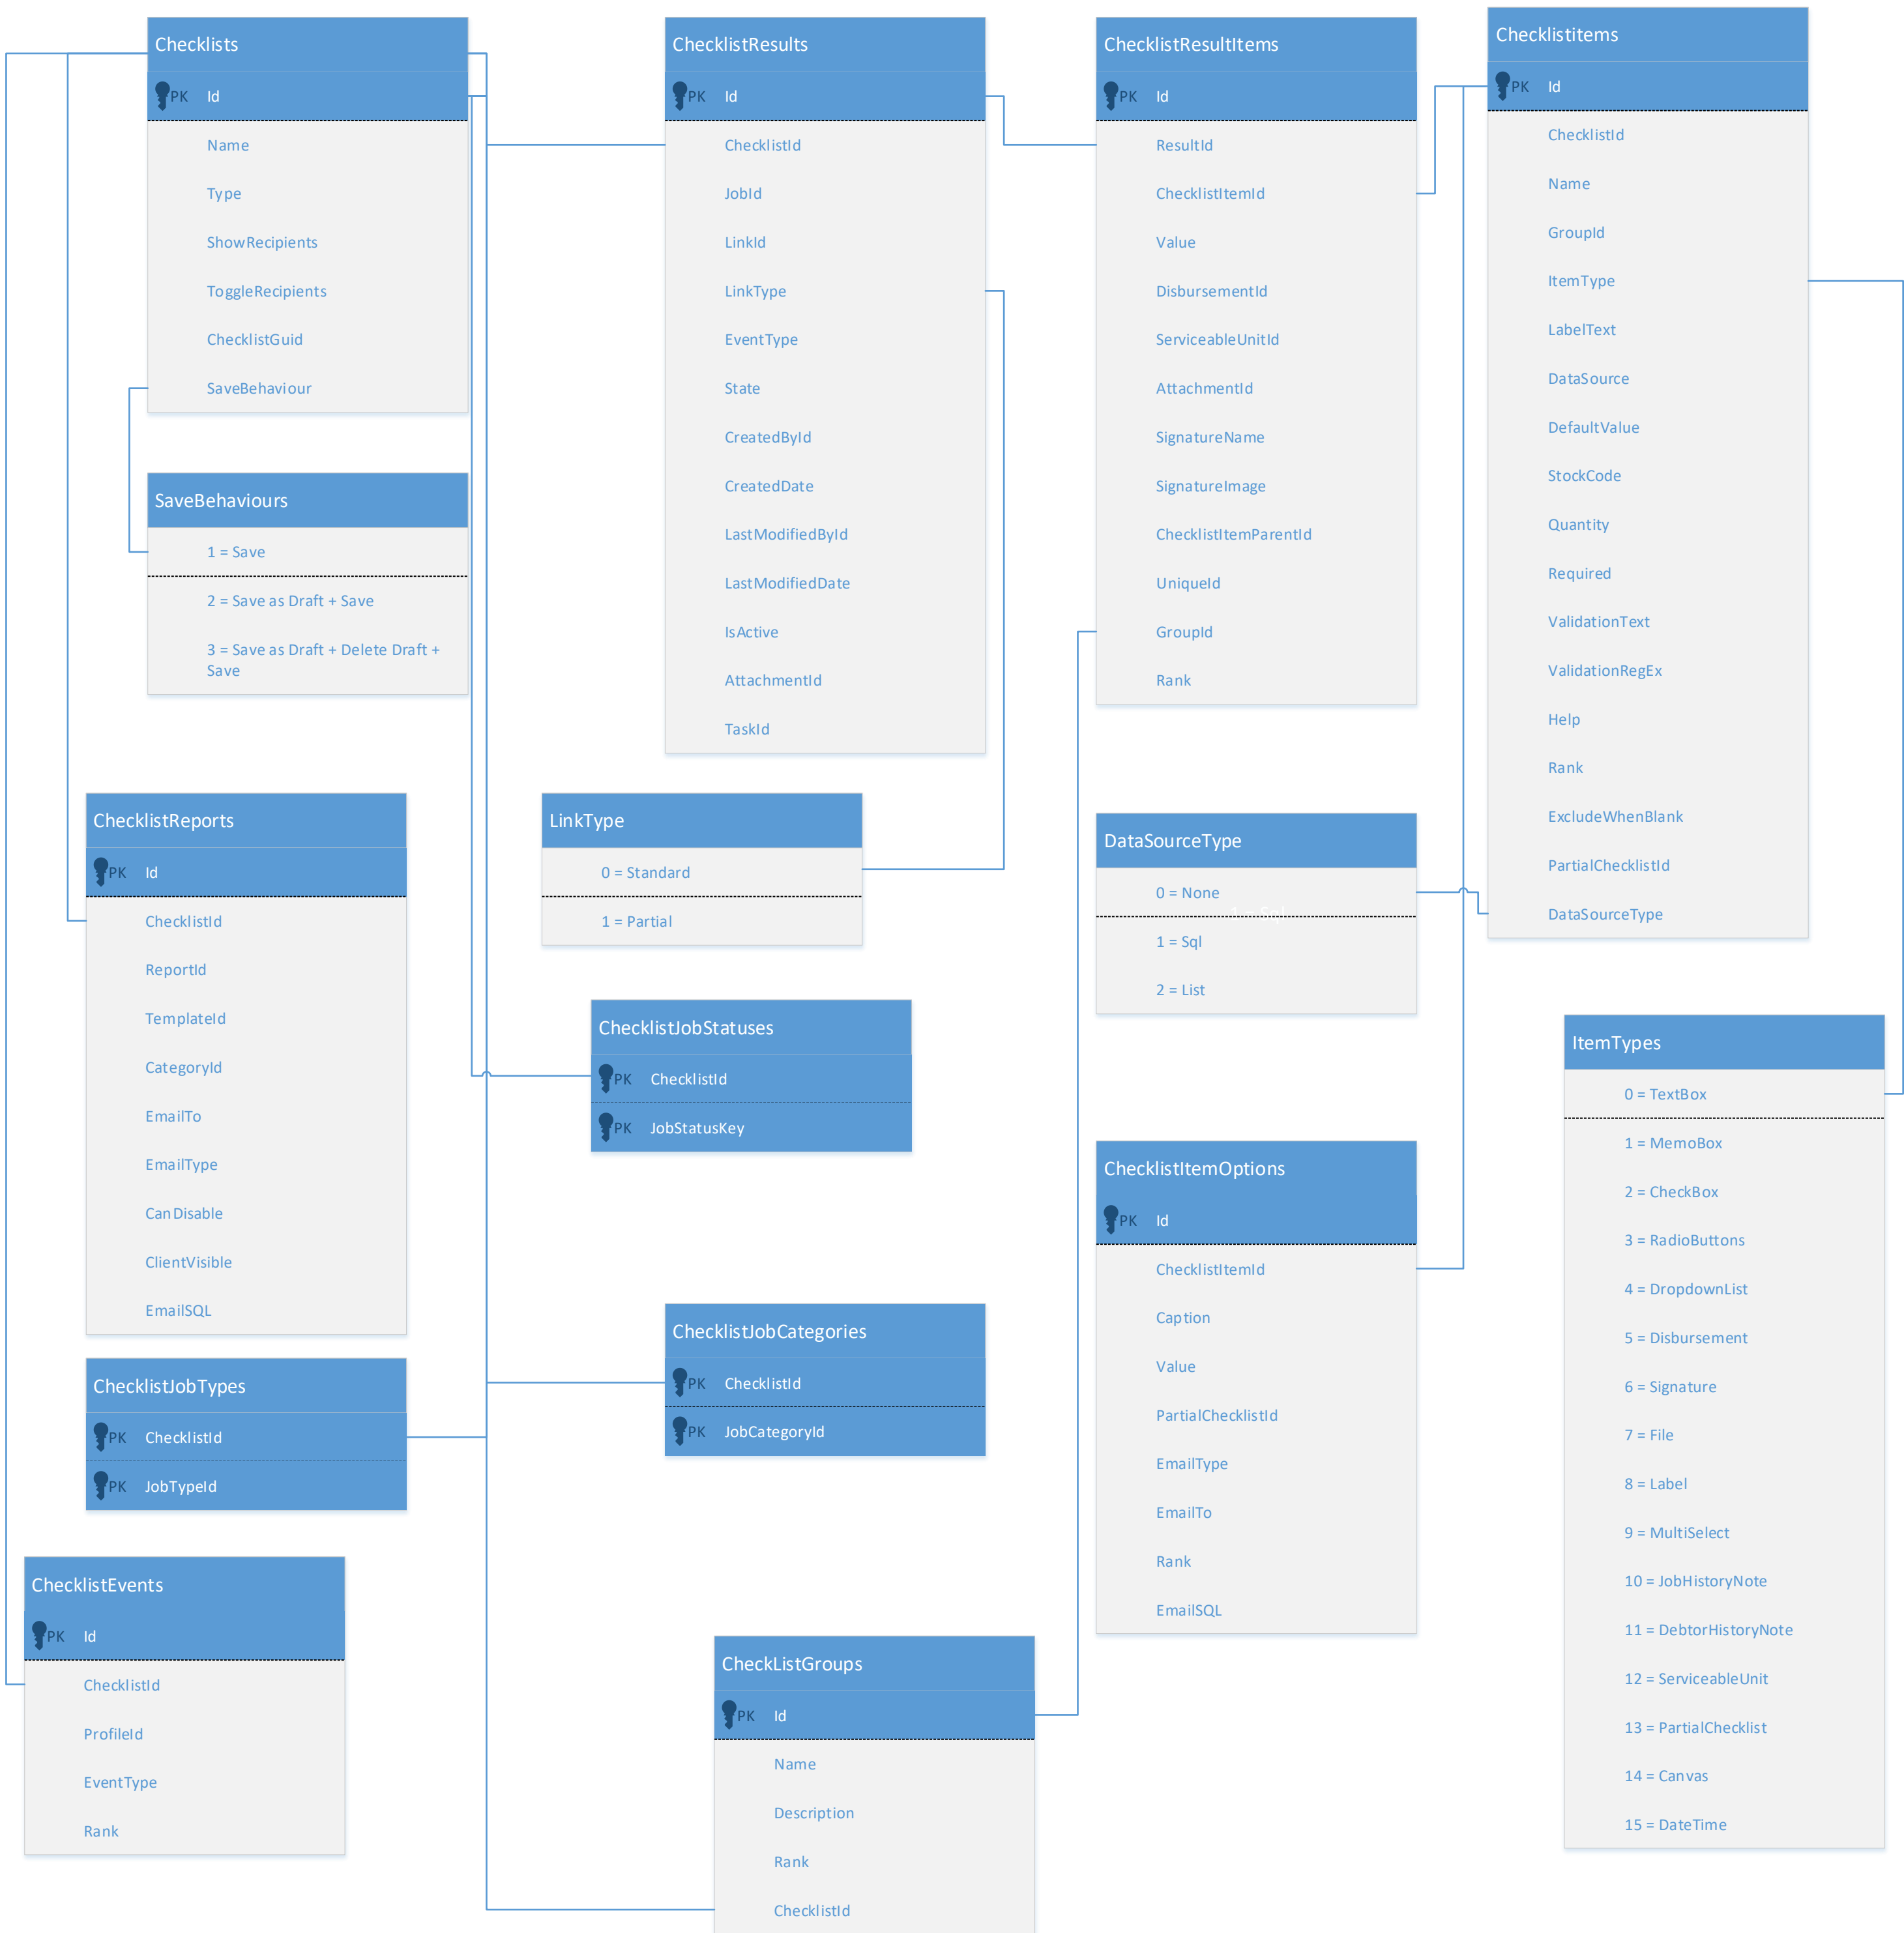 Checklists
PK Id
Name
Type
ShowRecipients
ToggleRecipients
ChecklistGuid
SaveBehaviour
SaveBehaviours
1 = Save
2 = Save as Draft + Save
3 = Save as Draft + Delete Draft +
Save
ChecklistResults
PK Id
ChecklistId
JobId
LinkId
LinkType
EventType
State
CreatedById
CreatedDate
LastModifiedById
LastModifiedDate
IsActive
AttachmentId
TaskId
ChecklistResultItems
PK Id
ResultId
ChecklistItemId
Value
DisbursementId
ServiceableUnitId
AttachmentId
SignatureName
SignatureImage
ChecklistItemParentId
UniqueId
GroupId
Rank
Checklistitems
PK Id
ChecklistId
Name
GroupId
ItemType
LabelText
DataSource
DefaultValue
StockCode
Quantity
Required
ValidationText
ValidationRegEx
Help
Rank
ExcludeWhenBlank
PartialChecklistId
DataSourceType
ChecklistReports
PK Id
ChecklistId
ReportId
TemplateId
CategoryId
EmailTo
EmailType
CanDisable
ClientVisible
EmailSQL
LinkType
0 = Standard
1 = Partial
DataSourceType
0 = None
1 = Sql
2 = List
ChecklistJobStatuses
PK ChecklistId
PK JobStatusKey
ItemTypes
0 = TextBox
1 = MemoBox
2 = CheckBox
3 = RadioButtons
4 = DropdownList
5 = Disbursement
6 = Signature
7 = File
8 = Label
9 = MultiSelect
10 = JobHistoryNote
11 = DebtorHistoryNote
12 = ServiceableUnit
13 = PartialChecklist
14 = Canvas
15 = DateTime
ChecklistItemOptions
PK Id
ChecklistItemId
Caption
Value
PartialChecklistId
EmailType
EmailTo
Rank
EmailSQL
ChecklistJobCategories
PK ChecklistId
PK JobCategoryId
ChecklistJobTypes
PK ChecklistId
PK JobTypeId
ChecklistEvents
PK Id
ChecklistId
ProfileId
EventType
Rank
CheckListGroups
PK Id
Name
Description
Rank
ChecklistId